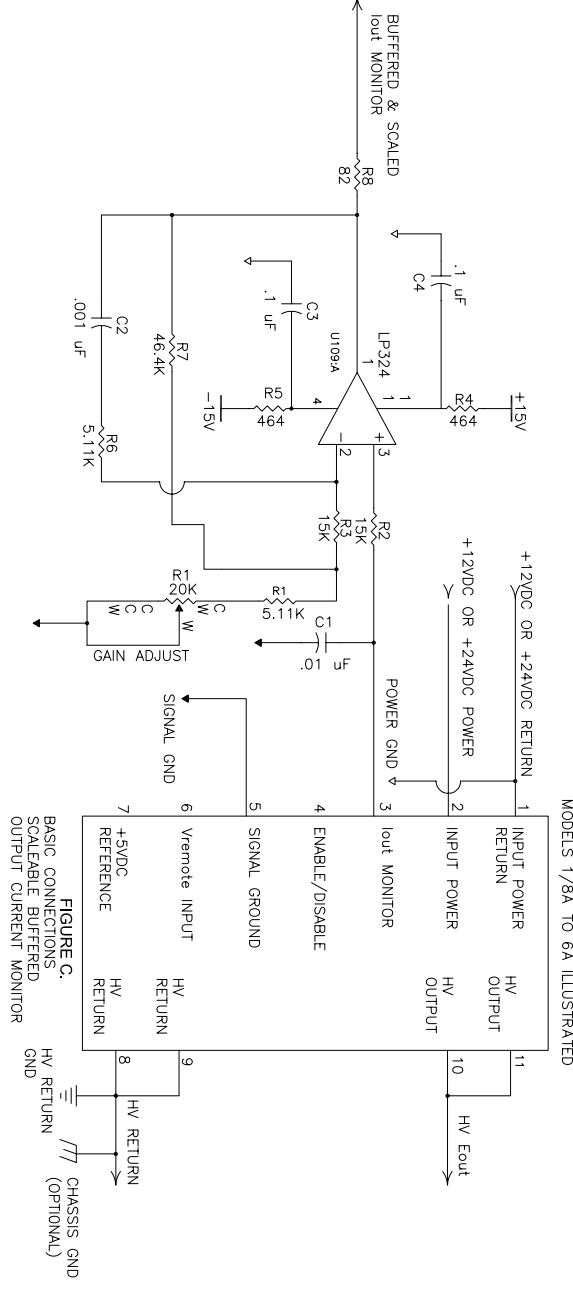 MODELS 1/8A TO 6A ILLUSTRATED
+12VDC OR +24VDC RETURN
+12VDC OR +24VDC POWER
POWER GND
SIGNAL GND
1
INPUT POWER
RETURN
2
INPUT POWER
3
Iout MONITOR
4
ENABLE/DISABLE
5
SIGNAL GROUND
6
Vremote INPUT
7
+5VDC
REFERENCE
HV
OUTPUT
11
HV
OUTPUT
10
HV
RETURN
9
HV
RETURN
8
HV Eout
HV RETURN
HV RETURN
GND
CHASSIS GND
(OPTIONAL)
FIGURE C.
BASIC CONNECTIONS
SCALEABLE BUFFERED
OUTPUT CURRENT MONITOR
BUFFERED & SCALED
Iout MONITOR
R8
82
.1 uF
C4
+15V
R4
464
LP324
1
11
U109:A
4
+ 3
- 2
C3
.1 uF
R5
464
-15V
R7
46.4K
C2
.001 uF
R6
5.11K
R2
15K
R3
15K
C1
.01 uF
R1
5.11K
R1
20K
CW
W
CCW
GAIN ADJUST